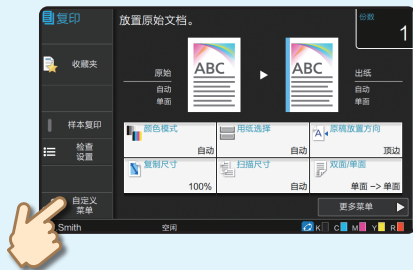 复印
放置原始文档。
份数
1
收藏夹
原始
自动
单面
ABC
ABC
出纸
自动
单面
样本复印
检查
设置
自定义
菜单
颜色模式
自动
用纸选择
自动
原稿放置方向
顶边
复制尺寸
100%
扫描尺寸
自动
双面/单面
单面 -> 单面
更多菜单
Smith
空闲
K C M Y R